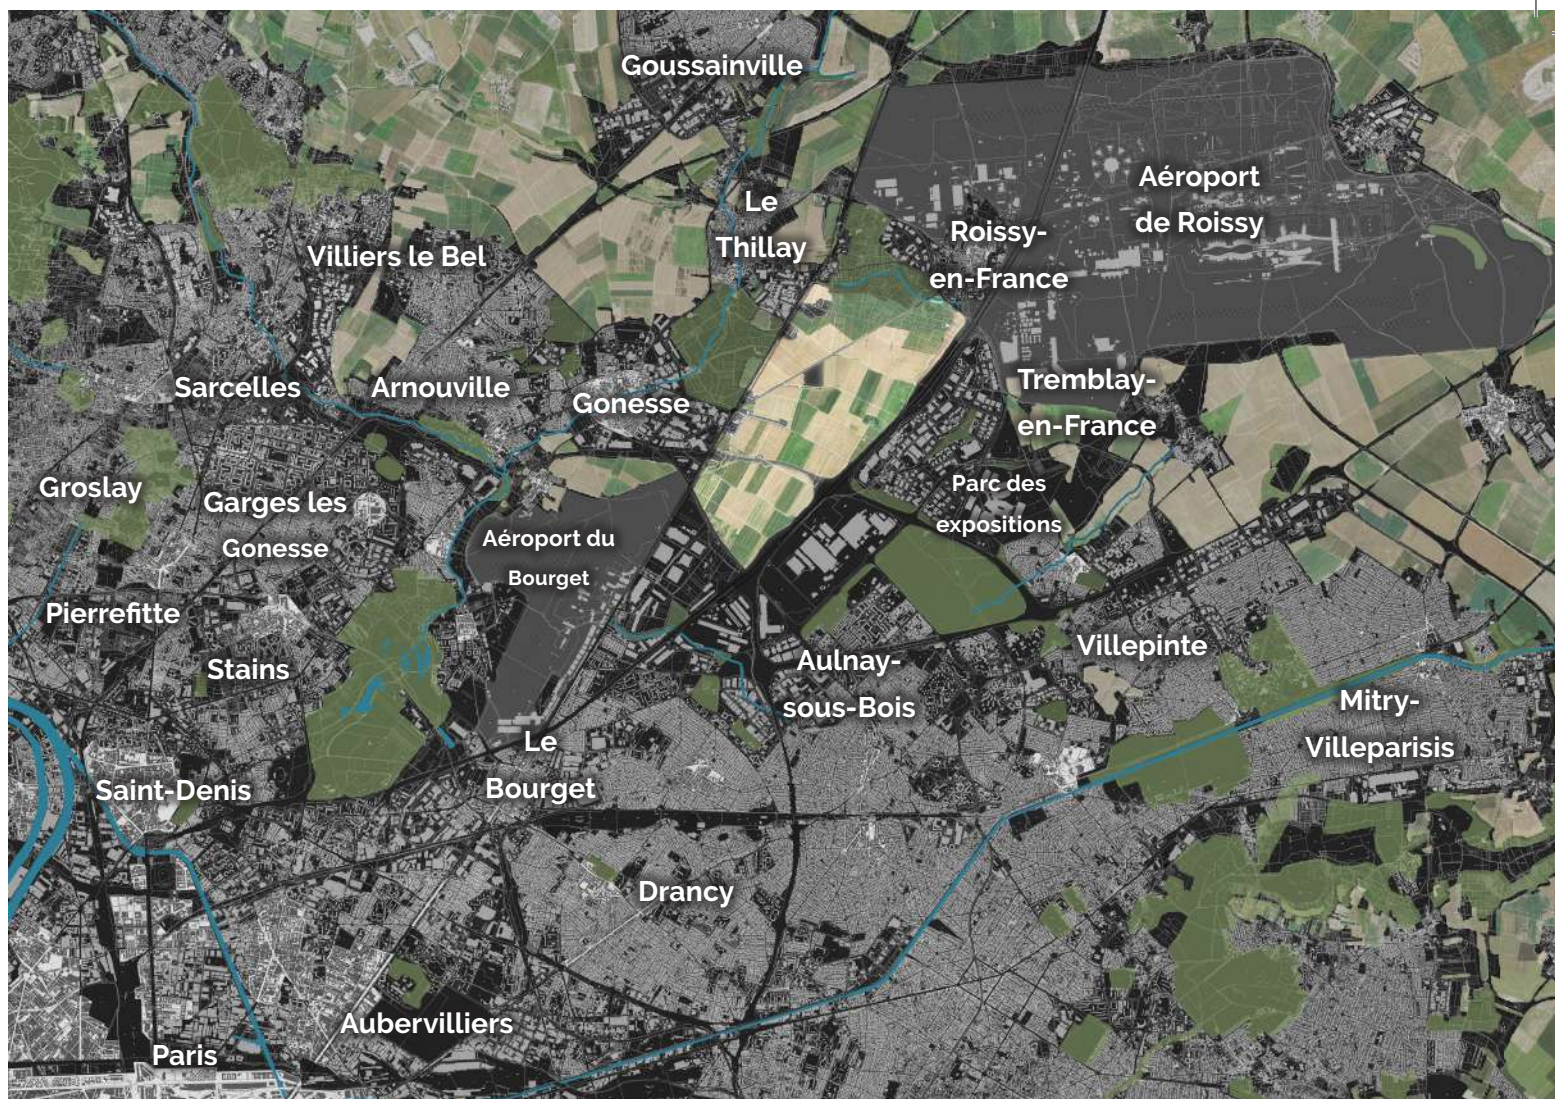 Goussainville
Aéroport
de Roissy
Le
Thillay
Roissy-
en-France
Villiers le Bel
Sarcelles
Arnouville
Gonesse
Tremblay-
en-France
Groslay
Garges les
Gonesse
Parc des
expositions
Aéroport du
Bourget
Pierrefitte
Stains
Villepinte
Aulnay-
sous-Bois
Mitry-
Villeparisis
Le
Bourget
Saint-Denis
Drancy
Aubervilliers
Paris